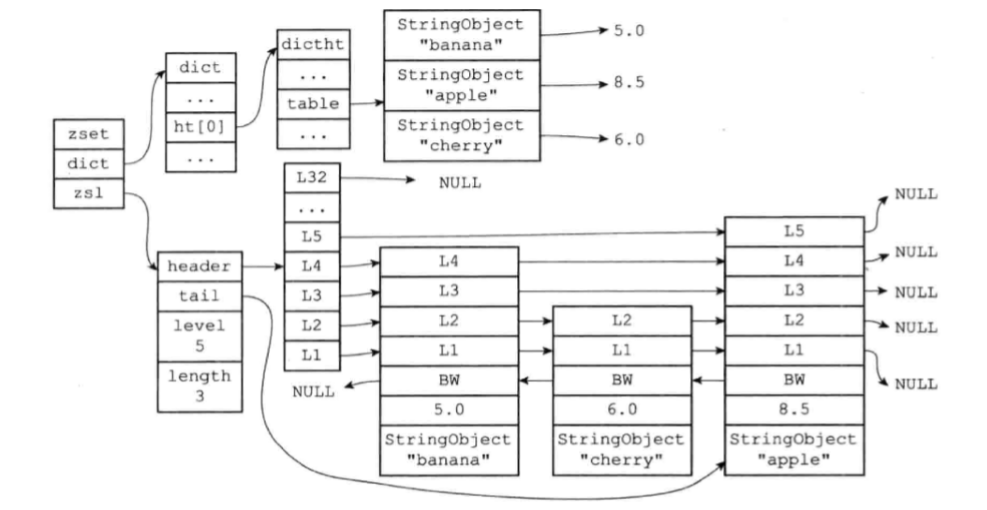 zset
dict
zsl
dict
...
ht[0]
...
dictht
...
table
...
StringObject
"banana"
StringObject
"apple"
StringObject
"cherry"
5.0
8.5
6.0
header
tail
level
5
length
3
L32
...
L5
L4
L3
L2
L1
NULL
NULL
L4
L3
L2
L1
BW
5.0
StringObject
"banana"
L2
L1
BW
6.0
StringObject
"cherry"
L5
L4
L3
L2
L1
BW
8.5
StringObject
"apple"
NULL
NULL
NULL
NULL
NULL